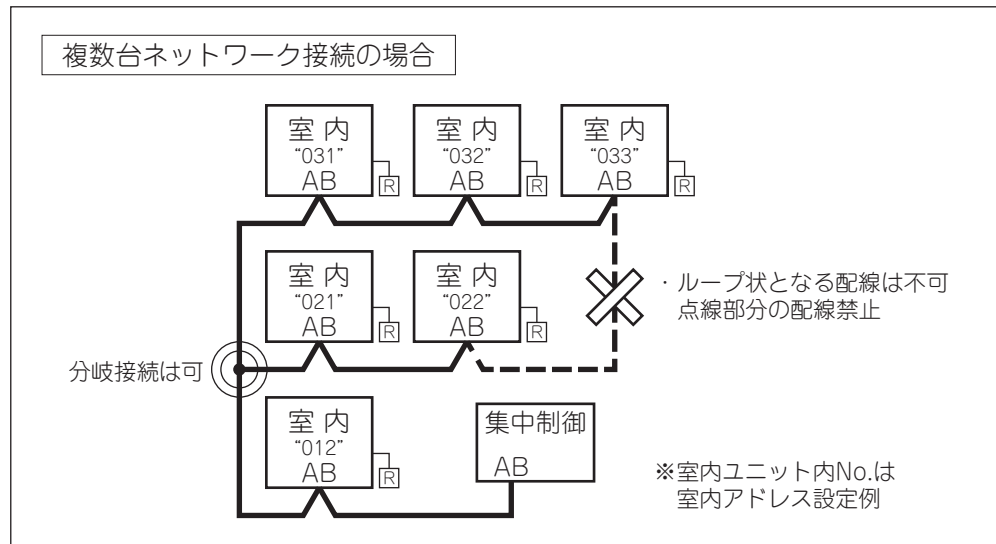 複数台ネットワーク接続の場合
室内
“031”
AB
R
室内
“032”
AB
R
室内
“033”
AB
R
室内
“021”
AB
R
室内
“022”
AB
R
・ループ状となる配線は不可
点線部分の配線禁止
分岐接続は可
室内
“012”
AB
R
集中制御
AB
※室内ユニット内No.は
室内アドレス設定例